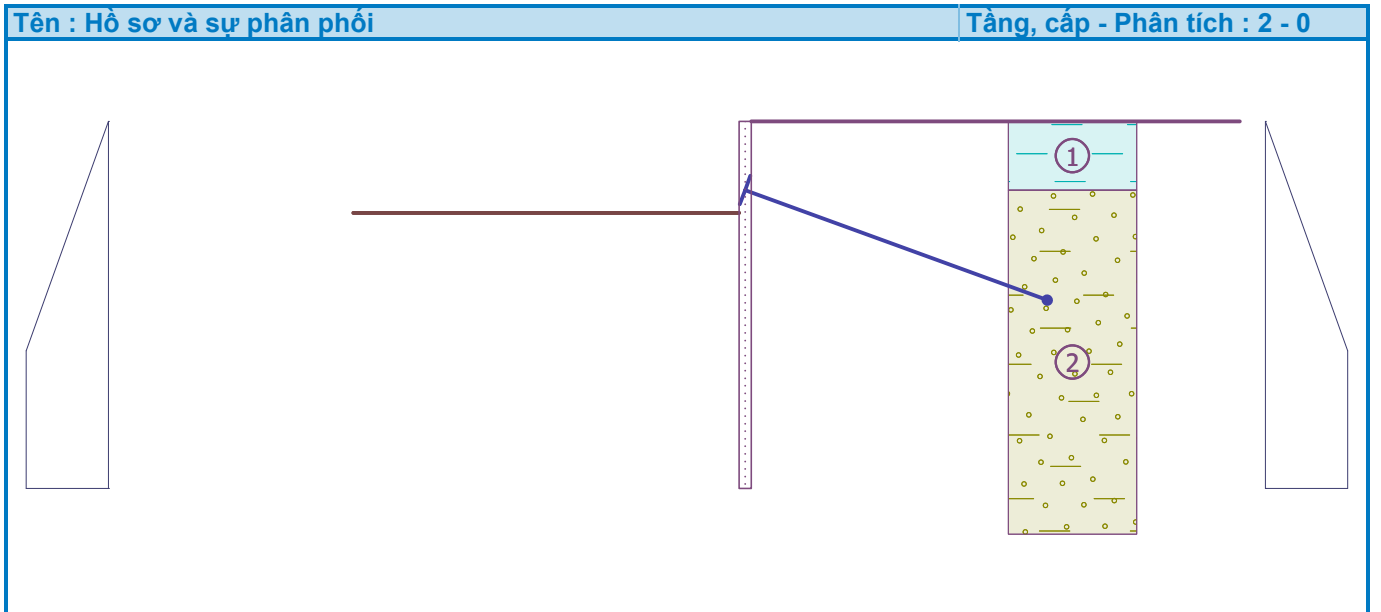 Tên : Hồ sơ và sự phân phối
Tầng, cấp - Phân tích : 2 - 0
1
2